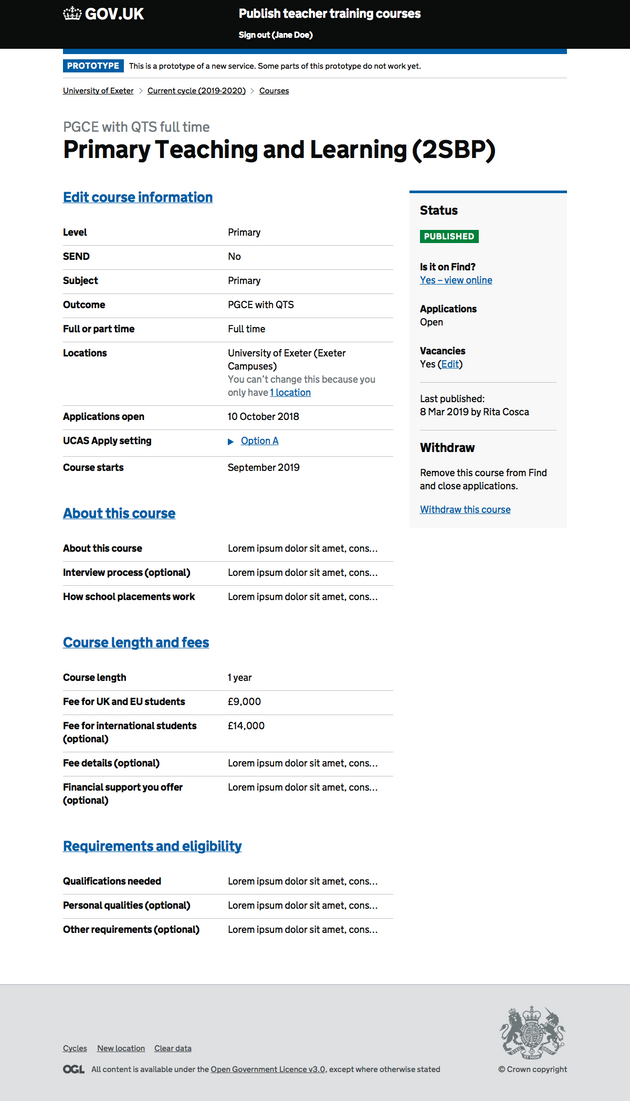 GOV.UK
Publish teacher training courses
Sign out (Jane Doe)
PROTOTYPE This is a prototype of a new service. Some parts of this prototype do not work yet.
University of Exeter > Current cycle (2019-2020) > Courses
PGCE with QTS full time
Primary Teaching and Learning (2SBP)
Edit course information
Level Primary
SEND No
Subject Primary
Outcome PGCE with QTS
Full or part time Full time
Locations University of Exeter (Exeter
Campuses)
You can't change this because you
only have 1 location
Applications open 10 October 2018
UCAS Apply setting Option A
Course starts September 2019
About this course
About this course Lorem ipsum dolor sit amet, cons…
Interview process (optional) Lorem ipsum dolor sit amet, cons…
How school placements work Lorem ipsum dolor sit amet, cons…
Course length and fees
Course length 1 year
Fee for UK and EU students £9,000
Fee for international students £14,000
(optional)
Fee details (optional) Lorem ipsum dolor sit amet, cons…
Financial support you offer Lorem ipsum dolor sit amet, cons…
(optional)
Requirements and eligibility
Qualifications needed Lorem ipsum dolor sit amet, cons…
Personal qualities (optional) Lorem ipsum dolor sit amet, cons…
Other requirements (optional) Lorem ipsum dolor sit amet, cons…
Status
PUBLISHED
Is it on Find?
Yes – view online
Applications
Open
Vacancies
Yes (Edit)
Last published:
8 Mar 2019 by Rita Cosca
Withdraw
Remove this course from Find
and close applications.
Withdraw this course
Cycles New location Clear data
OGL All content is available under the Open Government Licence v3.0, except where otherwise stated
© Crown copyright